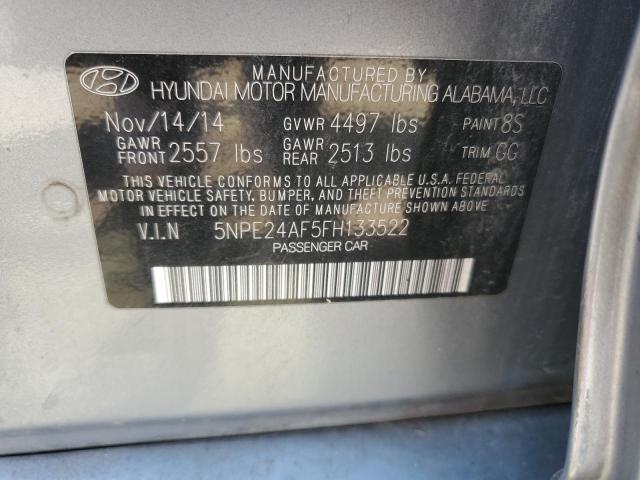 MANUFACTURED BY
HYUNDAI MOTOR MANUFACTURING ALABAMA, LLC
Nov/14/14 GVWR 4497 lbs PAINT 8S
GAWR FRONT 2557 lbs GAWR REAR 2513 lbs TRIM GG
THIS VEHICLE CONFORMS TO ALL APPLICABLE U.S.A. FEDERAL
MOTOR VEHICLE SAFETY, BUMPER, AND THEFT PREVENTION STANDARDS
IN EFFECT ON THE DATE OF MANUFACTURE SHOWN ABOVE.
V.I.N 5NPE24AF5FH133522
PASSENGER CAR